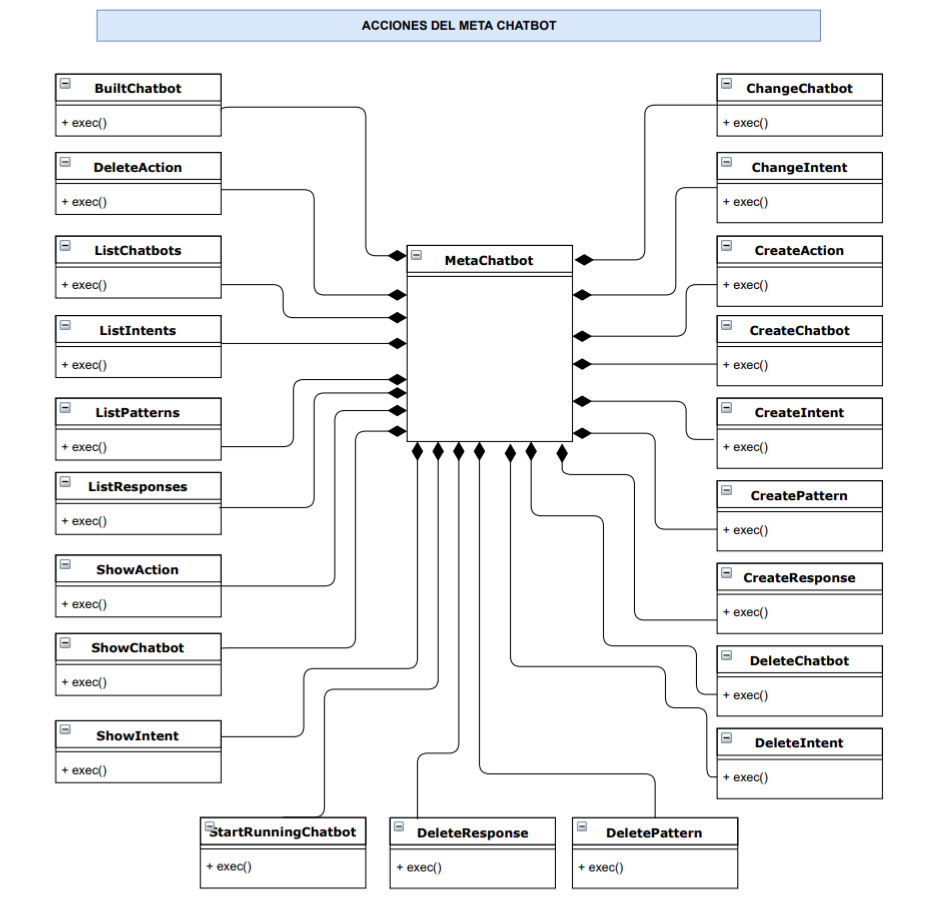 ACCIONES DEL META CHATBOT
BuiltChatbot
+ exec()
DeleteAction
+ exec()
ListChatbots
+ exec()
ListIntents
+ exec()
ListPatterns
+ exec()
ListResponses
+ exec()
ShowAction
+ exec()
ShowChatbot
+ exec()
ShowIntent
+ exec()
MetaChatbot
ChangeChatbot
+ exec()
ChangeIntent
+ exec()
CreateAction
+ exec()
CreateChatbot
+ exec()
CreateIntent
+ exec()
CreatePattern
+ exec()
CreateResponse
+ exec()
DeleteChatbot
+ exec()
DeleteIntent
+ exec()
StartRunningChatbot
+ exec()
DeleteResponse
+ exec()
DeletePattern
+ exec()